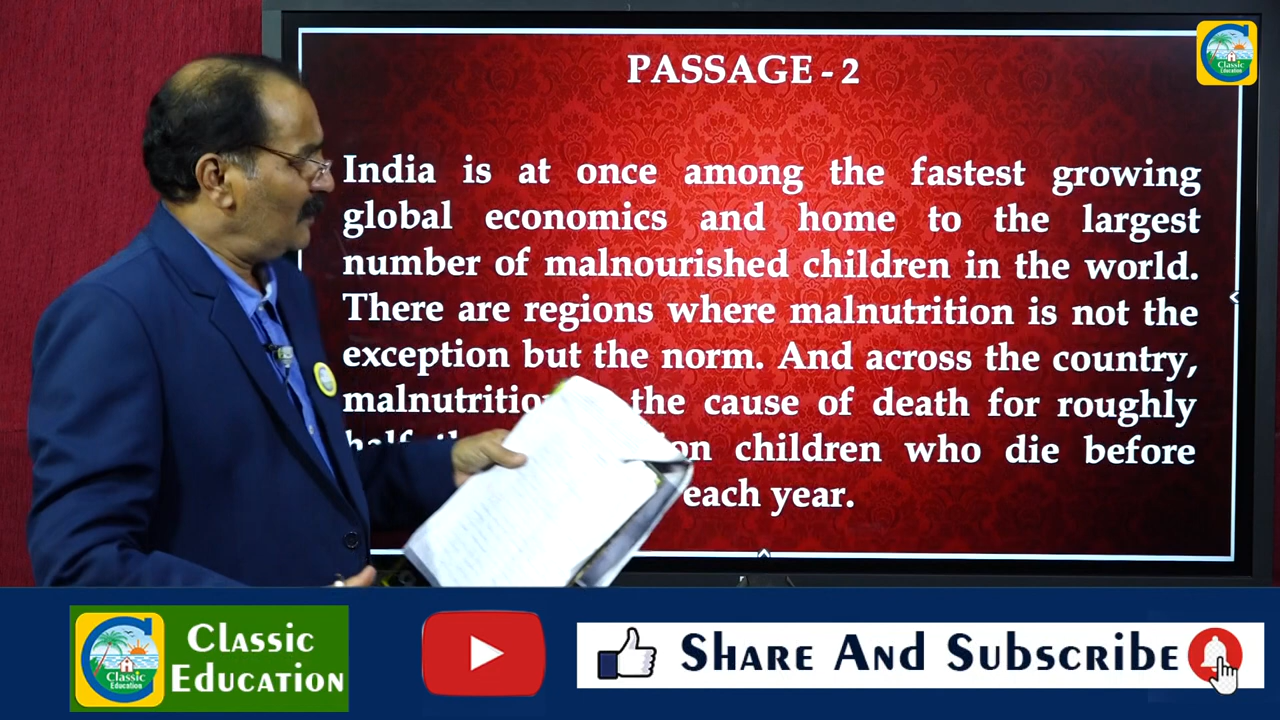 PASSAGE - 2
Classic
Education
India is at once among the fastest growing
global economics and home to the largest
number of malnourished children in the world.
There are regions where malnutrition is not the
exception but the norm. And across the country,
the cause of death for roughly
children who die before
each year.
Classic
Education
Classic
Education
Share And Subscribe